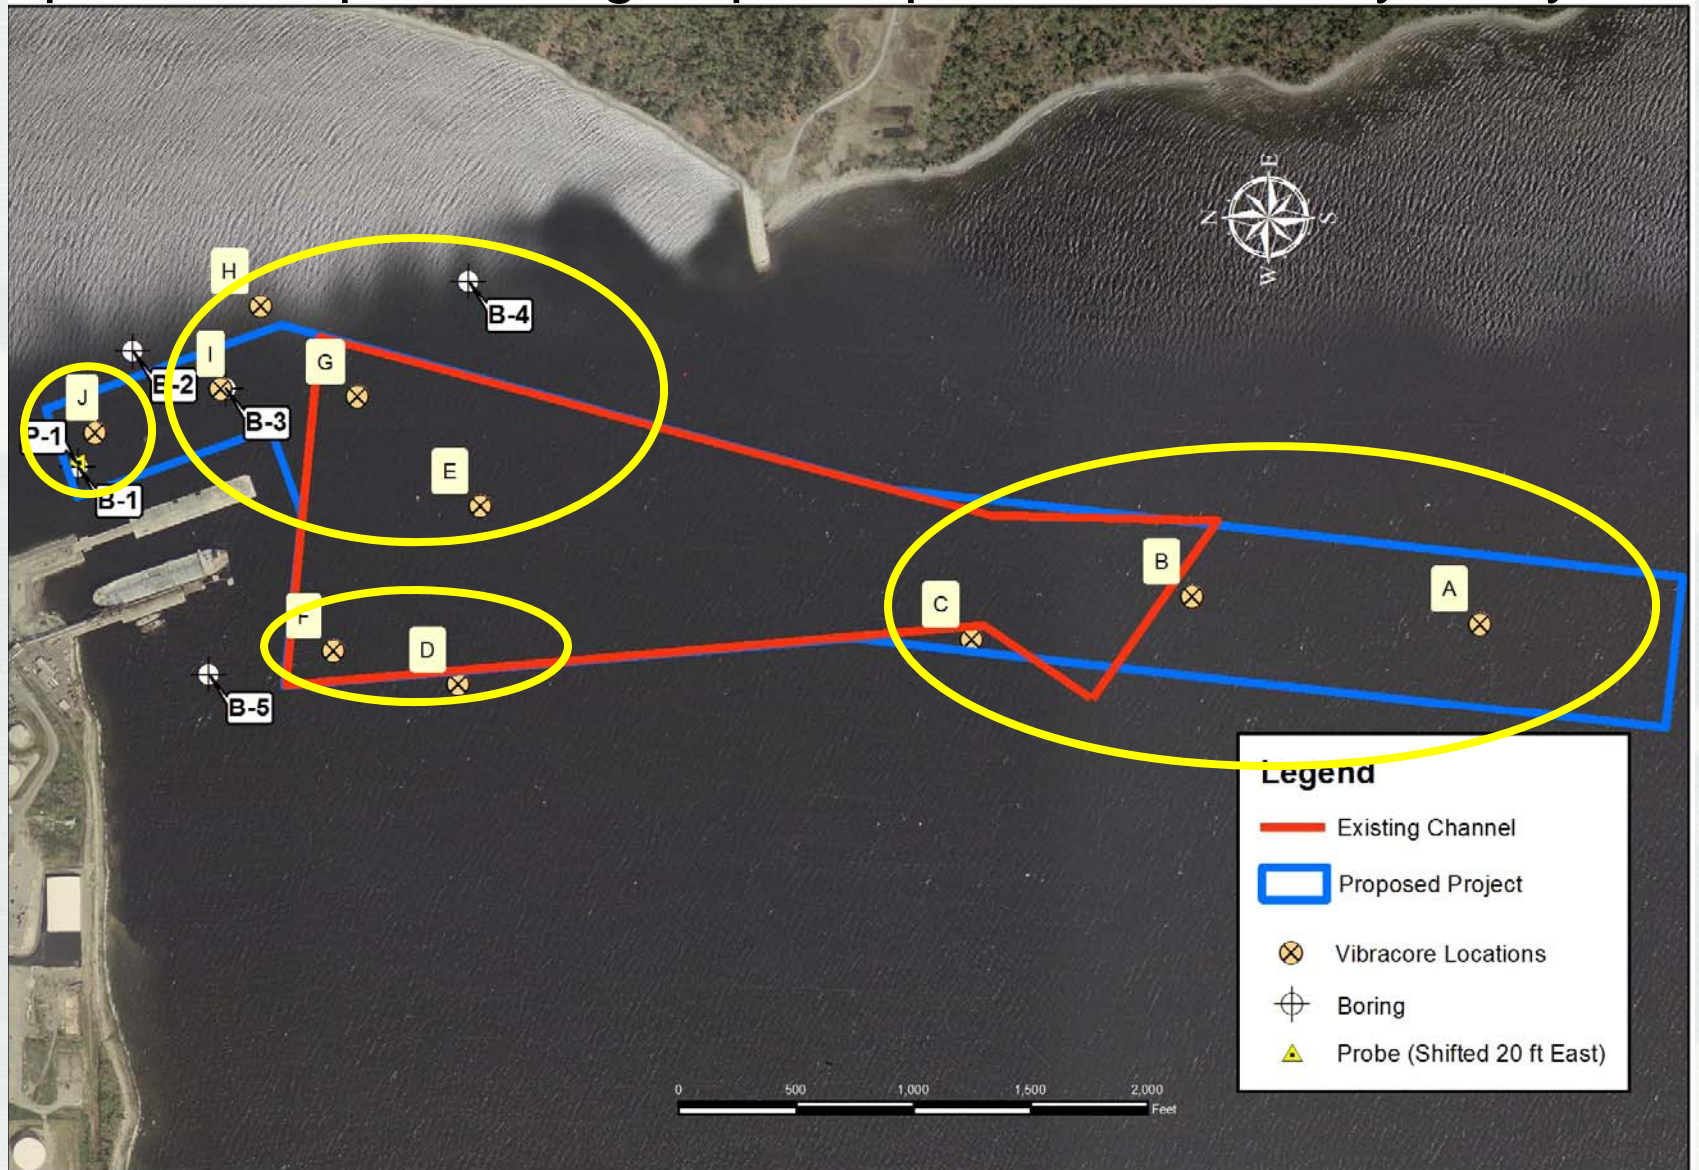 E
N
S
W
H
B-4
I
G
B-2
J
B-3
P-1
E
B-1
B
A
C
F
D
B-5
Legend
Existing Channel
Proposed Project
Vibracore Locations
Boring
Probe (Shifted 20 ft East)
0 500 1,000 1,500 2,000
Feet